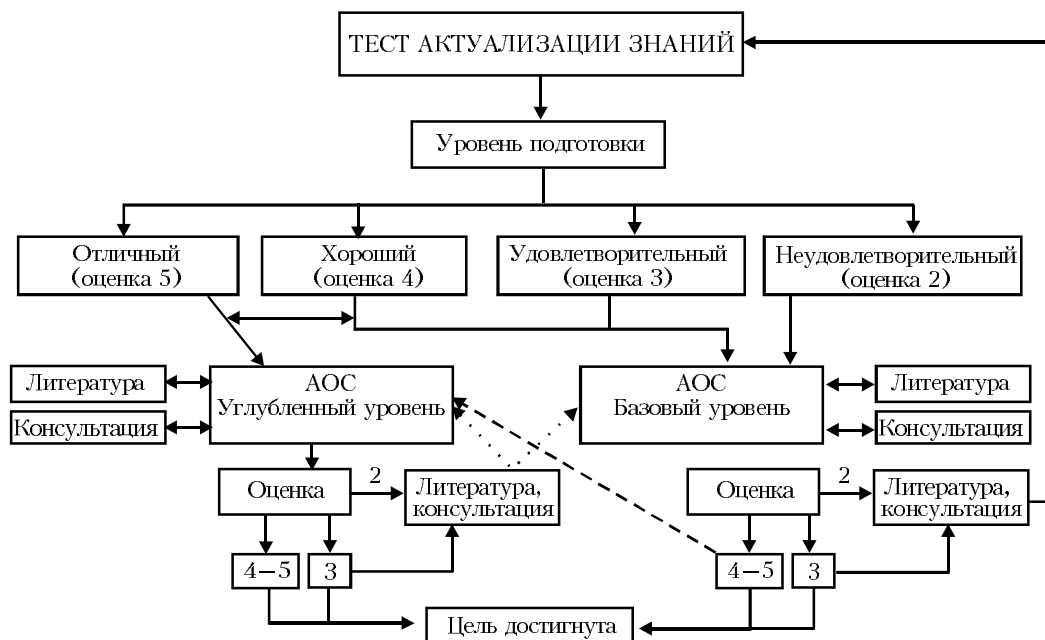 ТЕСТ АКТУАЛИЗАЦИИ ЗНАНИЙ
Уровень подготовки
Отличный
(оценка 5)
Хороший
(оценка 4)
Удовлетворительный
(оценка 3)
Неудовлетворительный
(оценка 2)
Литература
Консультация
АОС
Углубленный уровень
АОС
Базовый уровень
Литература
Консультация
Оценка
2
Литература,
консультация
4–5
3
Оценка
2
Литература,
консультация
4–5
3
Цель достигнута